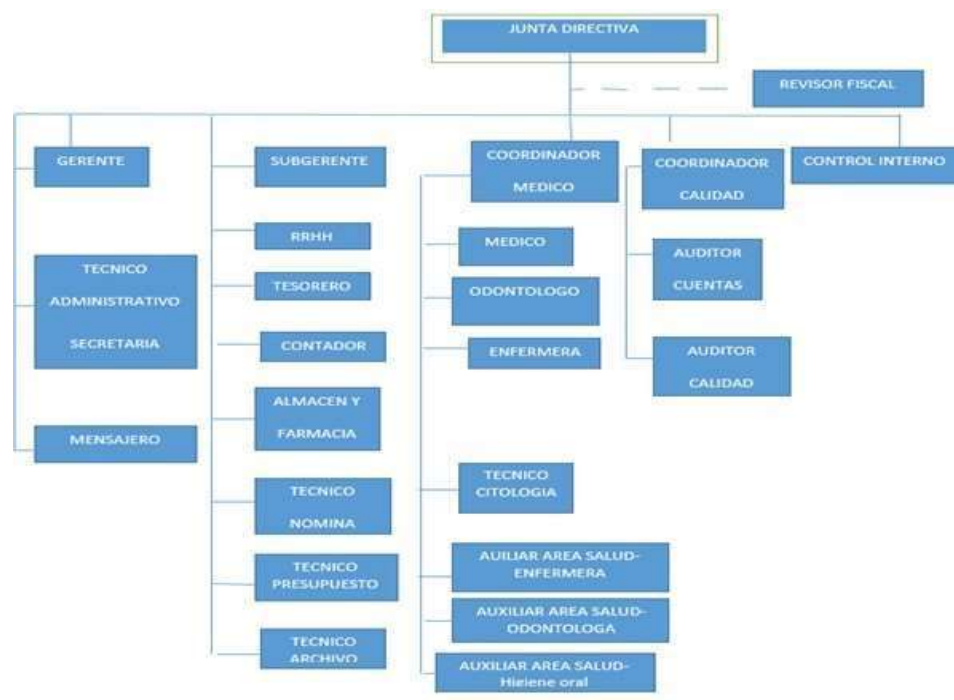 JUNTA DIRECTIVA
REVISOR FISCAL
GERENTE
TECNICO
ADMINISTRATIVO
SECRETARIA
MENSAJERO
SUBGERENTE
RRHH
TESORERO
CONTADOR
ALMACEN Y
FARMACIA
TECNICO
NOMINA
TECNICO
PRESUPUESTO
TECNICO
ARCHIVO
COORDINADOR
MEDICO
MEDICO
ODONTOLOGO
ENFERMERA
TECNICO
CITOLOGIA
AUILIAR AREA SALUD-
ENFERMERA
AUXILIAR AREA SALUD-
ODONTOLOGA
AUXILIAR AREA SALUD-
Higiene oral
COORDINADOR
CALIDAD
AUDITOR
CUENTAS
AUDITOR
CALIDAD
CONTROL INTERNO